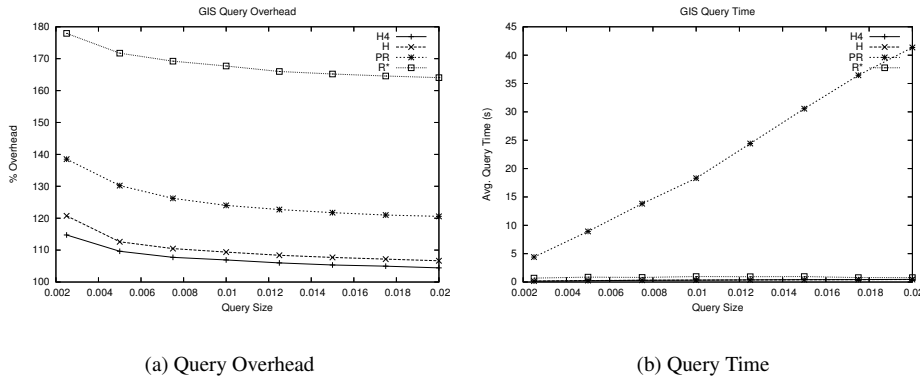 GIS Query Overhead
180
170
160
150
140
130
120
110
100
% Overhead
H4
H
PR
R*
0.002 0.004 0.006 0.008 0.01 0.012 0.014 0.016 0.018 0.02
Query Size
(a) Query Overhead
GIS Query Time
45
40
35
30
25
20
15
10
5
0
Avg. Query Time (s)
H4
H
PR
R*
0.002 0.004 0.006 0.008 0.01 0.012 0.014 0.016 0.018 0.02
Query Size
(b) Query Time